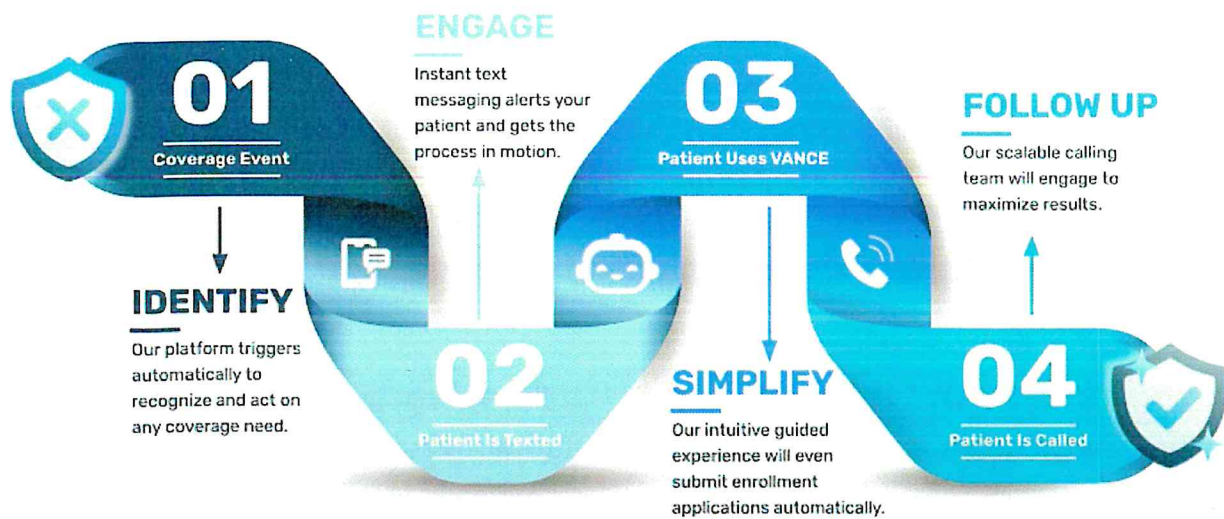 01
Coverage Event
IDENTIFY
Our platform triggers
automatically to
recognize and act on
any coverage need.
ENGAGE
Instant text
messaging alerts your
patient and gets the
process in motion.
02
Patient Is Texted
03
Patient Uses VANCE
SIMPLIFY
Our intuitive guided
experience will even
submit enrollment
applications automatically.
FOLLOW UP
Our scalable calling
team will engage to
maximize results.
04
Patient Is Called